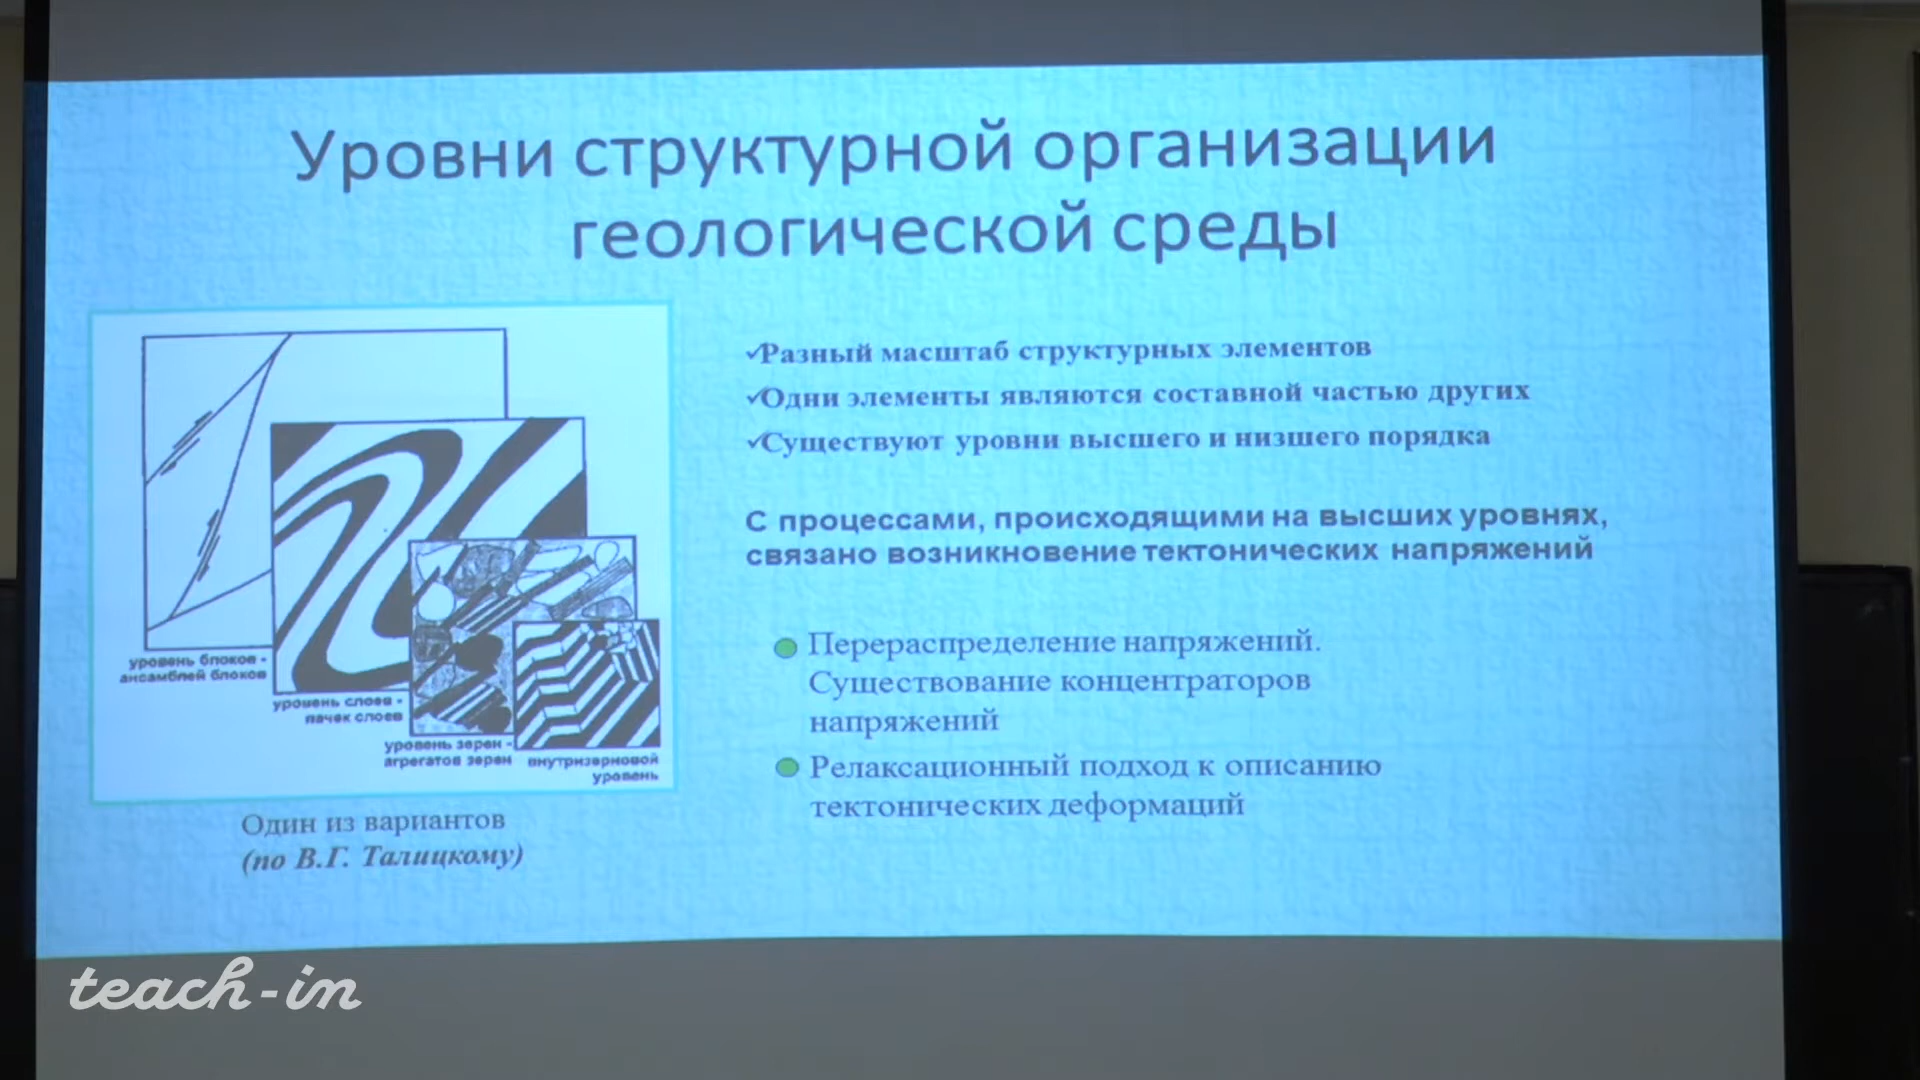 Уровни структурной организации
геологической среды
Разный масштаб структурных элементов
Одни элементы являются составной частью других
Существуют уровни высшего и низшего порядка
С процессами, происходящими на высших уровнях,
связано возникновение тектонических напряжений
Перераспределение напряжений.
Существование концентраторов
напряжений
Релаксационный подход к описанию
тектонических деформаций
уровень блоков -
ансамблей блоков
уровень слоев -
пачек слоев
уровень зерен -
агрегатов зерен
внутризерновой
уровень
Один из вариантов
(по В.Г. Талицкому)
teach-in